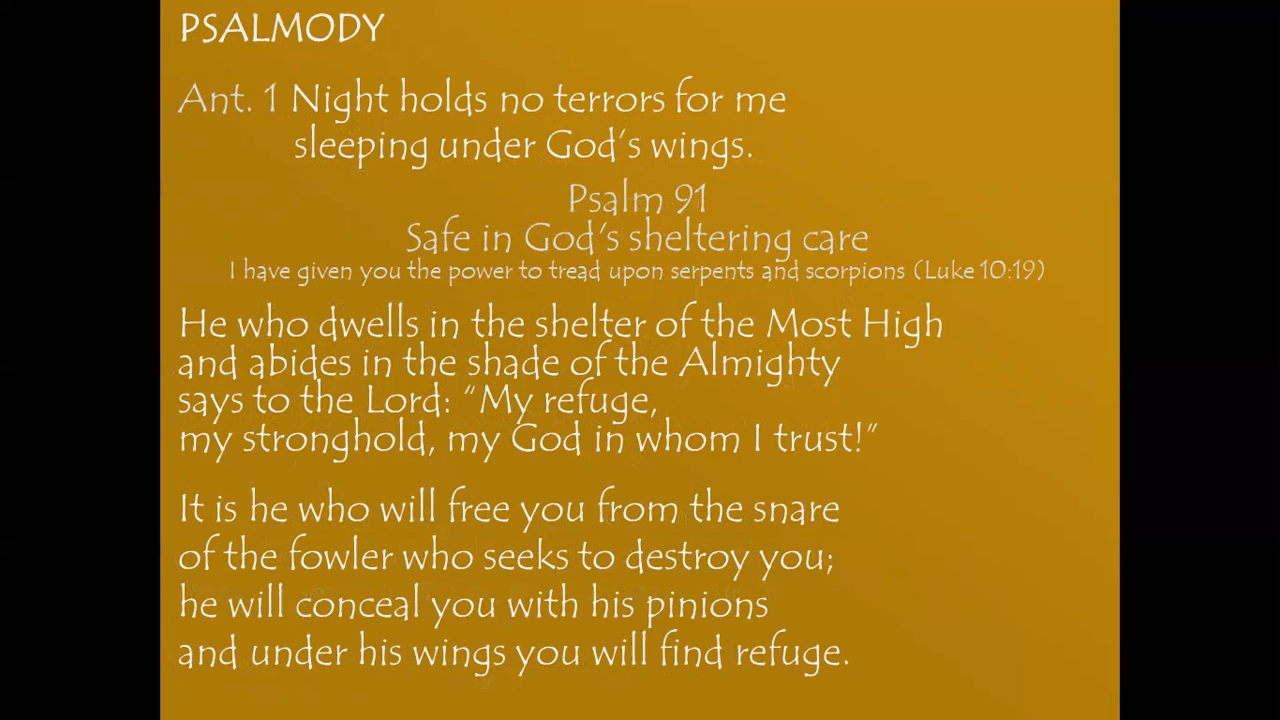 PSALMODY
Ant. 1 Night holds no terrors for me
sleeping under God's wings.
Psalm 91
Safe in God's sheltering care
I have given you the power to tread upon serpents and scorpions (Luke 10:19)
He who dwells in the shelter of the Most High
and abides in the shade of the Almighty
says to the Lord: “My refuge,
my stronghold, my God in whom I trust!”
It is he who will free you from the snare
of the fowler who seeks to destroy you;
he will conceal you with his pinions
and under his wings you will find refuge.